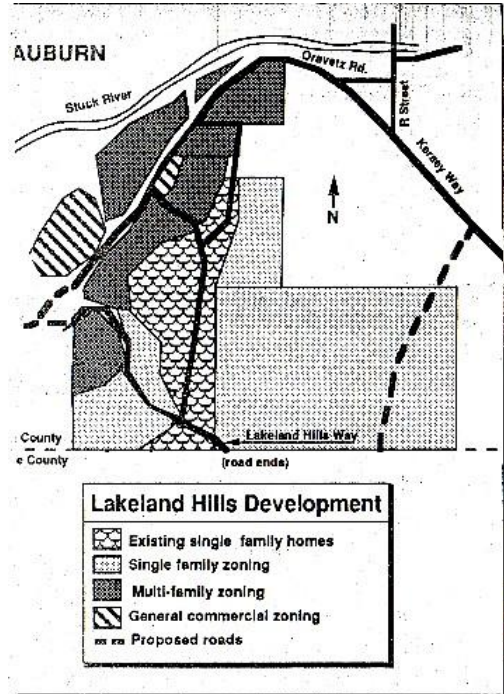 AUBURN
Oravetz Rd.
Stuck River
R Street
Kersey Way
N
County
Lakeland Hills Way
e County
(road ends)
Lakeland Hills Development
Existing single family homes
Single family zoning
Multi-family zoning
General commercial zoning
Proposed roads